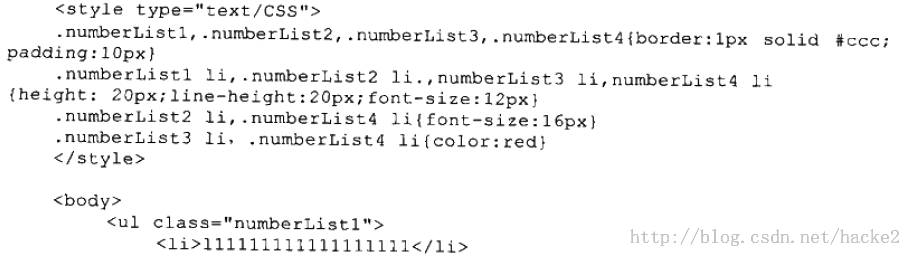 <style type="text/CSS">
.numberList1,.numberList2,.numberList3,.numberList4{border:1px solid #ccc;
padding:10px}
.numberList1 li,.numberList2 li.,numberList3 li,numberList4 li
{height: 20px;line-height:20px;font-size:12px}
.numberList2 li,.numberList4 li{font-size:16px}
.numberList3 li, .numberList4 li{color:red}
</style>
<body>
<ul class="numberList1">
<li>1111111111111111111</li>
http://blog.csdn.net/hacke2